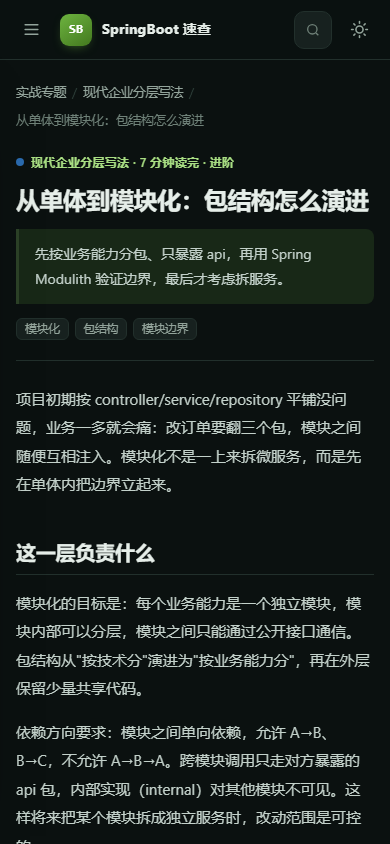 SB SpringBoot 速查
实战专题 / 现代企业分层写法 /
从单体到模块化：包结构怎么演进
现代企业分层写法 · 7 分钟读完 · 进阶
从单体到模块化：包结构怎么演进
先按业务能力分包、只暴露 api，再用 Spring
Modulith 验证边界，最后才考虑拆服务。
模块化 包结构 模块边界
项目初期按 controller/service/repository 平铺没问
题，业务一多就会痛：改订单要翻三个包，模块之间
随便互相注入。模块化不是一上来拆微服务，而是先
在单体内把边界立起来。
这一层负责什么
模块化的目标是：每个业务能力是一个独立模块，模
块内部可以分层，模块之间只能通过公开接口通信。
包结构从"按技术分"演进为"按业务能力分"，再在外层
保留少量共享代码。
依赖方向要求：模块之间单向依赖，允许 A→B、
B→C，不允许 A→B→A。跨模块调用只走对方暴露的
api 包，内部实现（internal）对其他模块不可见。这
样将来把某个模块拆成独立服务时，改动范围是可控